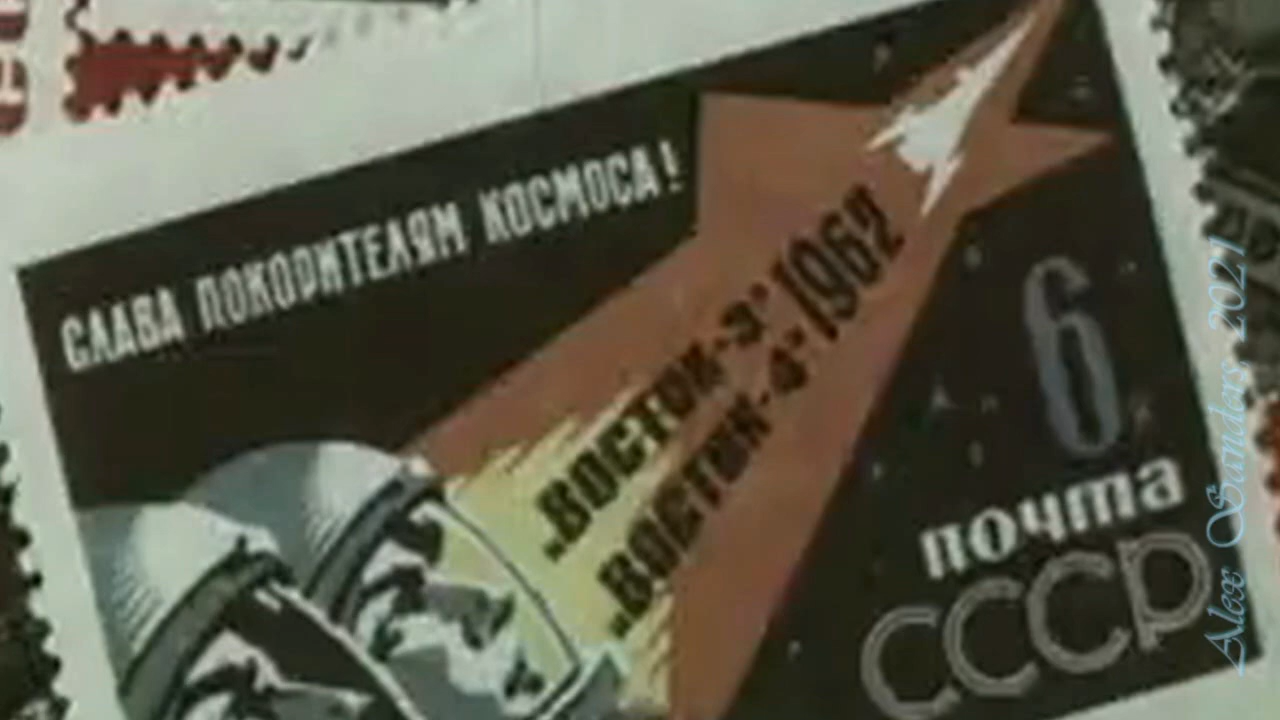 СЛАВА ПОКОРИТЕЛЯМ КОСМОСА!
„ВОСТОК-3"
„ВОСТОК-4"
1962
6
почта
СССР
Alex Sanders 2021